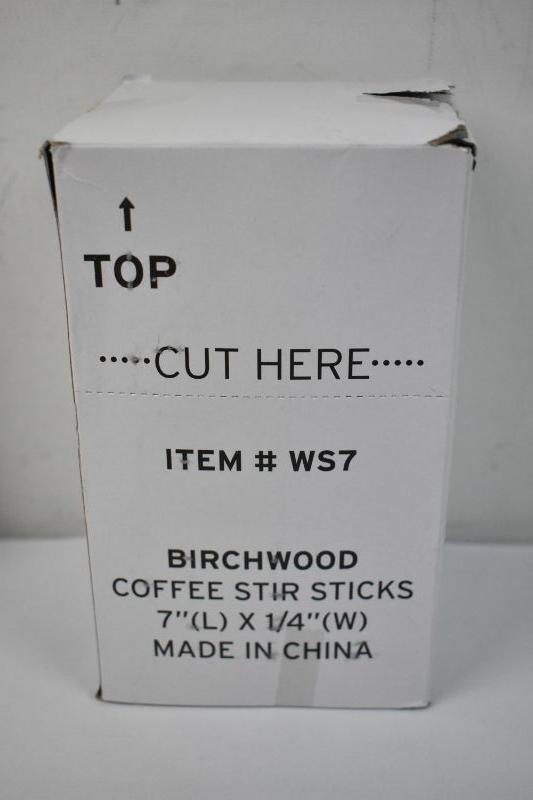 ↑
TOP
·····CUT HERE·····
ITEM # WS7
BIRCHWOOD
COFFEE STIR STICKS
7"(L) X 1/4"(W)
MADE IN CHINA